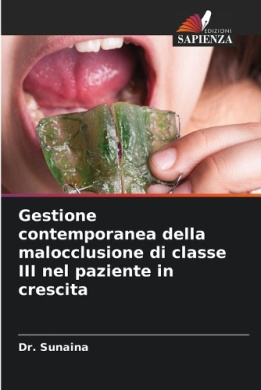 EDIZIONI
SAPIENZA
Gestione
contemporanea della
malocclusione di classe
III nel paziente in
crescita
Dr. Sunaina